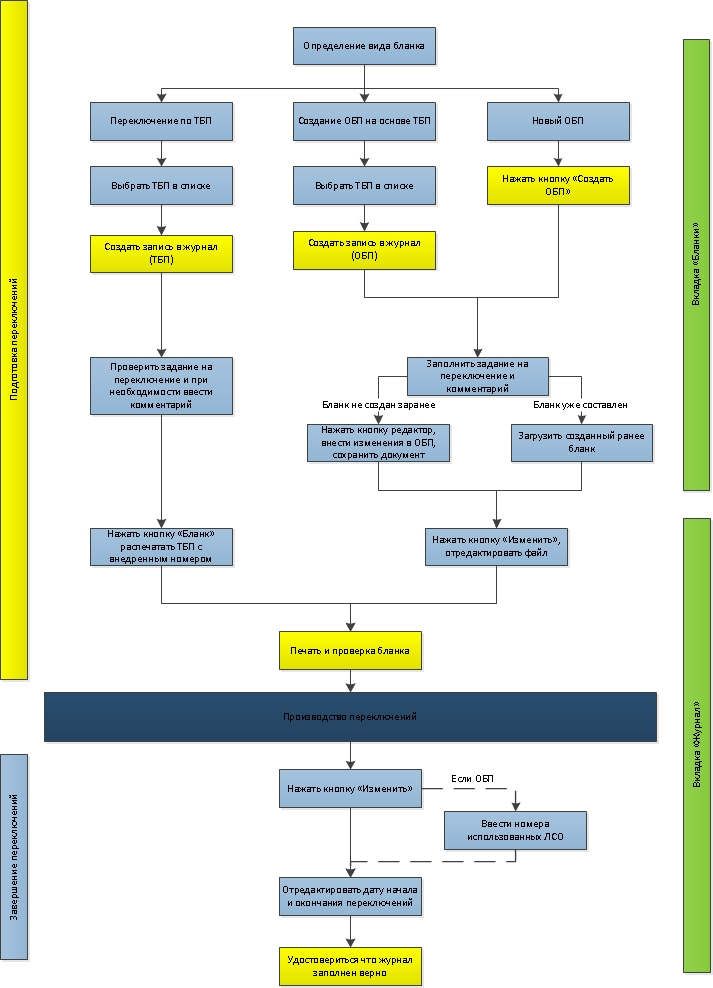 Определение вида бланка
Переключение по ТБП
Создание ОБП на основе ТБП
Новый ОБП
Выбрать ТБП в списке
Выбрать ТБП в списке
Нажать кнопку «Создать
ОБП»
Создать запись в журнал
(ТБП)
Создать запись в журнал
(ОБП)
Проверить задание на
переключение и при
необходимости ввести
комментарий
Заполнить задание на
переключение и
комментарий
Бланк не создан заранее
Бланк уже составлен
Нажать кнопку редактор,
внести изменения в ОБП,
сохранить документ
Загрузить созданный ранее
бланк
Нажать кнопку «Бланк»
распечатать ТБП с
внедренным номером
Нажать кнопку «Изменить»,
отредактировать файл
Печать и проверка бланка
Производство переключений
Нажать кнопку «Изменить»
Если ОБП
Ввести номера
использованных ЛСО
Отредактировать дату начала
и окончания переключений
Удостовериться что журнал
заполнен верно
Подготовка переключений
Завершение переключений
Вкладка «Бланки»
Вкладка «Журнал»